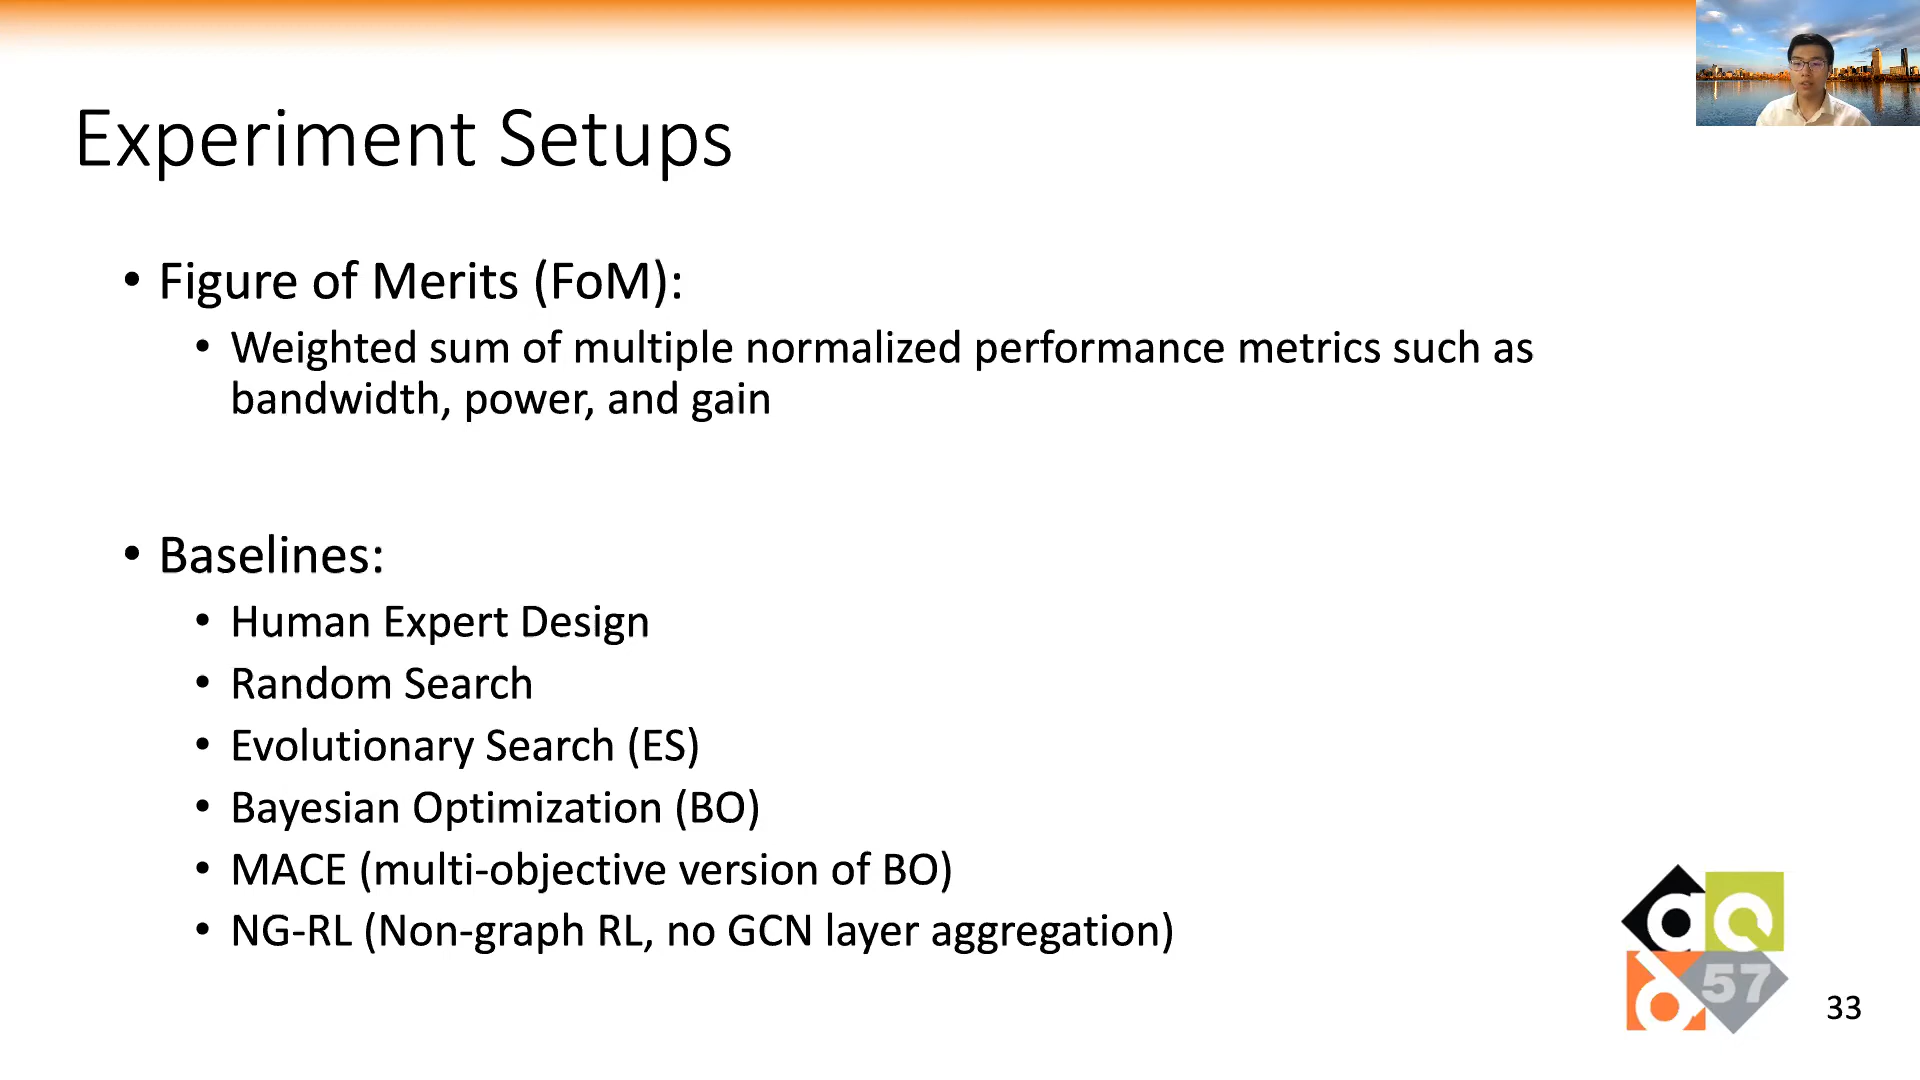 Experiment Setups
• Figure of Merits (FoM):
• Weighted sum of multiple normalized performance metrics such as
bandwidth, power, and gain
• Baselines:
• Human Expert Design
• Random Search
• Evolutionary Search (ES)
• Bayesian Optimization (BO)
• MACE (multi-objective version of BO)
• NG-RL (Non-graph RL, no GCN layer aggregation)
57
33